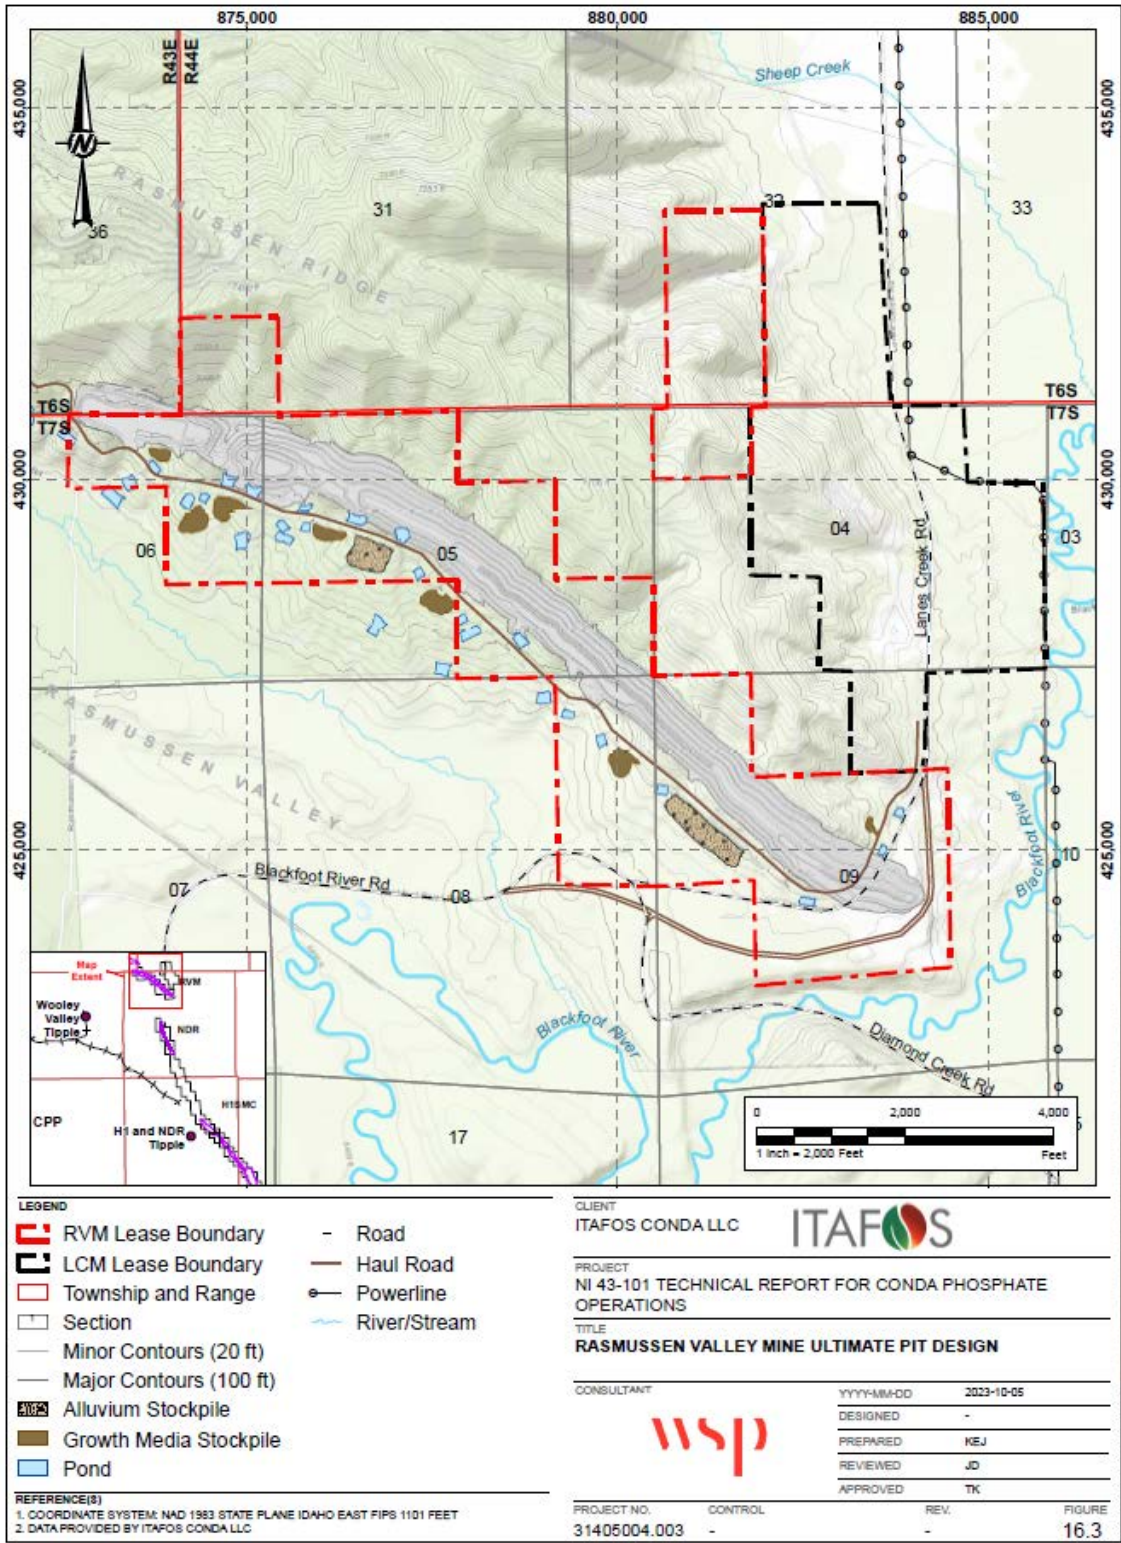 875,000
880,000
885,000
R43E
R44E
Sheep Creek
435,000
435,000
N
RASMUSSEN RIDGE
36
31
32
33
T6S
T7S
T6S
T7S
430,000
430,000
06
05
04
03
Lanes Creek Rd
RASMUSSEN VALLEY
425,000
425,000
Blackfoot River
07
Blackfoot River Rd
08
09
10
Blackfoot River
Diamond Creek Rd
17
Map
Extent
RVM
Wooley
Valley
Tipple
NDR
H1SMC
CPP
H1 and NDR
Tipple
0
2,000
4,000
1 inch = 2,000 Feet
Feet
LEGEND
RVM Lease Boundary
LCM Lease Boundary
Township and Range
Section
Minor Contours (20 ft)
Major Contours (100 ft)
Alluvium Stockpile
Growth Media Stockpile
Pond
Road
Haul Road
Powerline
River/Stream
REFERENCE(S)
1. COORDINATE SYSTEM: NAD 1983 STATE PLANE IDAHO EAST FIPS 1101 FEET
2. DATA PROVIDED BY ITAFOS CONDA LLC
CLIENT
ITAFOS CONDA LLC
ITAFOS
PROJECT
NI 43-101 TECHNICAL REPORT FOR CONDA PHOSPHATE
OPERATIONS
TITLE
RASMUSSEN VALLEY MINE ULTIMATE PIT DESIGN
CONSULTANT
wsp
YYYY-MM-DD 2023-10-05
DESIGNED -
PREPARED KEJ
REVIEWED JD
APPROVED TK
PROJECT NO. CONTROL REV. FIGURE
31405004.003 - - 16.3